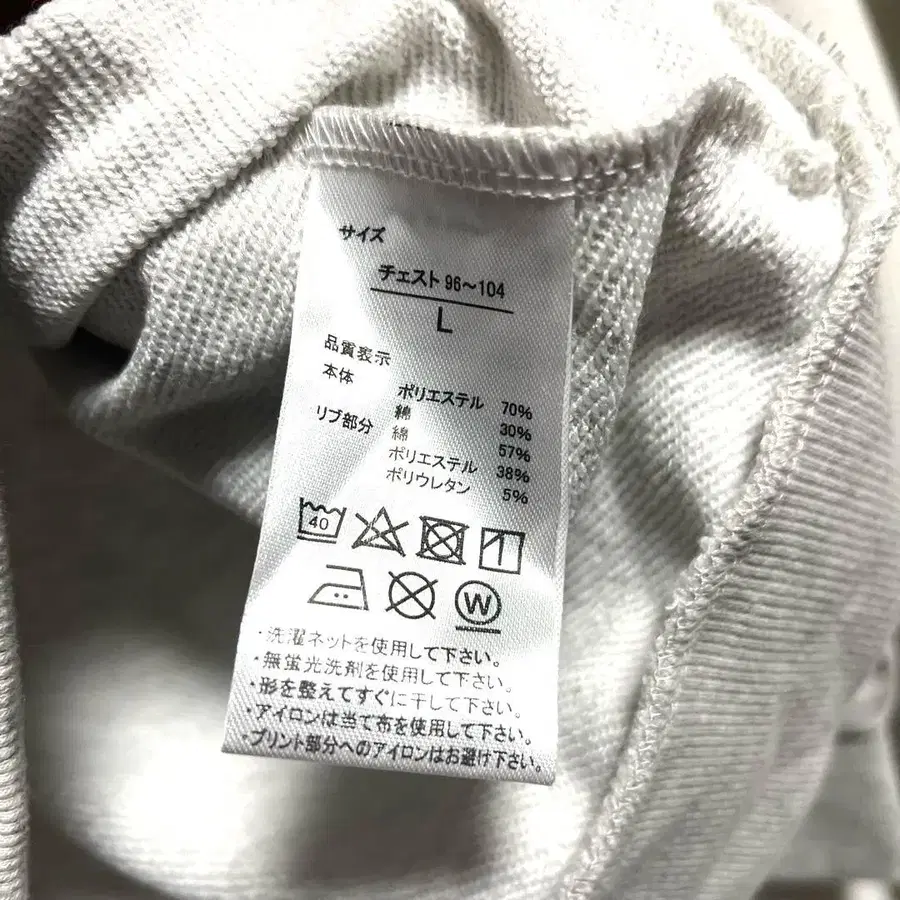 サイズ
チェスト 96～104
L
品質表示
本体 ポリエステル 70%
綿 30%
リブ部分 綿 57%
ポリエステル 38%
ポリウレタン 5%
40
W
・洗濯ネットを使用して下さい。
・無蛍光洗剤を使用して下さい。
・形を整えてすぐに干して下さい。
・アイロンは当て布を使用して下さい。
・プリント部分へのアイロンはお避け下さい。